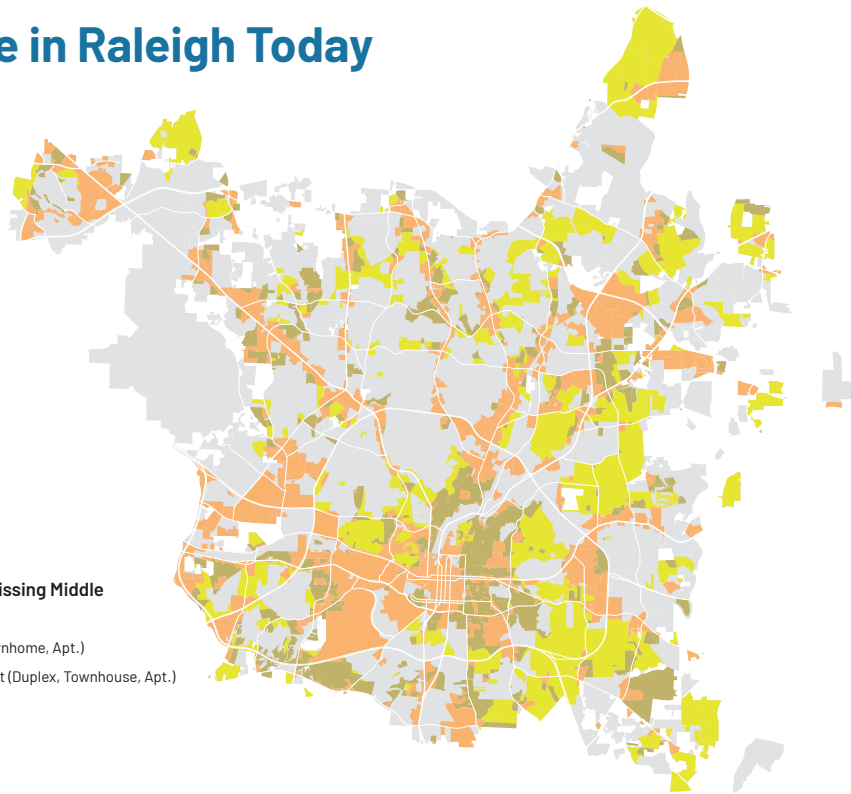 e in Raleigh Today
issing Middle
nhome, Apt.)
t (Duplex, Townhouse, Apt.)